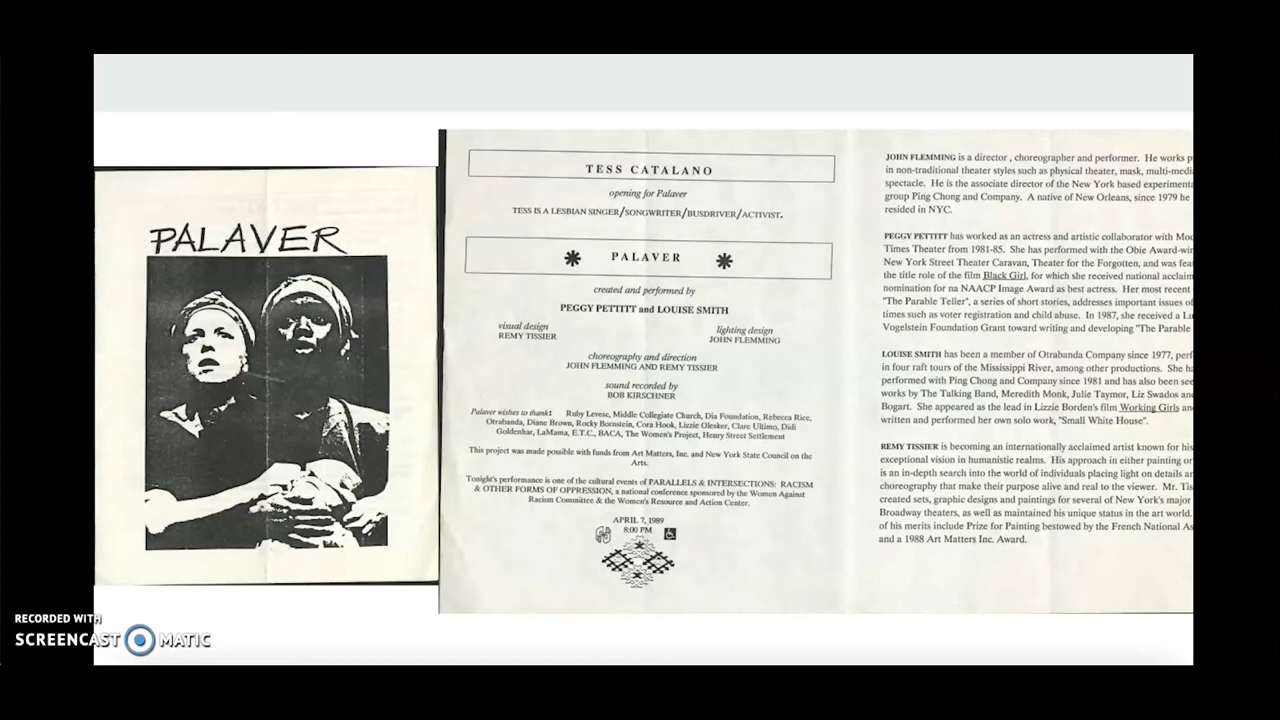 PALAVER
TESS CATALANO
opening for Palaver
TESS IS A LESBIAN SINGER/SONGWRITER/BUSDRIVER/ACTIVIST.
* PALAVER *
created and performed by
PEGGY PETTITT and LOUISE SMITH
visual design
REMY TISSIER
lighting design
JOHN FLEMMING
choreography and direction
JOHN FLEMMING AND REMY TISSIER
sound recorded by
BOB KIRSCHNER
Palaver wishes to thank: Ruby Levesc, Middle Collegiate Church, Dia Foundation, Rebecca Rice,
Otrabanda, Diane Brown, Rocky Bornstein, Cora Hook, Lizzie Olesker, Clare Ultimo, Didi
Goldenhar, LaMama, E.T.C., BACA, The Women's Project, Henry Street Settlement
This project was made possible with funds from Art Matters, Inc. and New York State Council on the
Arts.
Tonight's performance is one of the cultural events of PARALLELS & INTERSECTIONS: RACISM
& OTHER FORMS OF OPPRESSION, a national conference sponsored by the Women Against
Racism Committee & the Women's Resource and Action Center.
APRIL 7, 1989
8:00 PM
JOHN FLEMMING is a director , choreographer and performer. He works p
in non-traditional theater styles such as physical theater, mask, multi-medi
spectacle. He is the associate director of the New York based experimenta
group Ping Chong and Company. A native of New Orleans, since 1979 he
resided in NYC.
PEGGY PETTITT has worked as an actress and artistic collaborator with Moc
Times Theater from 1981-85. She has performed with the Obie Award-win
New York Street Theater Caravan, Theater for the Forgotten, and was fea
the title role of the film Black Girl, for which she received national acclaim
nomination for na NAACP Image Award as best actress. Her most recent
"The Parable Teller", a series of short stories, addresses important issues of
times such as voter registration and child abuse. In 1987, she received a Lu
Vogelstein Foundation Grant toward writing and developing "The Parable
LOUISE SMITH has been a member of Otrabanda Company since 1977, perf
in four raft tours of the Mississippi River, among other productions. She ha
performed with Ping Chong and Company since 1981 and has also been see
works by The Talking Band, Meredith Monk, Julie Taymor, Liz Swados and
Bogart. She appeared as the lead in Lizzie Borden's film Working Girls and
written and performed her own solo work, "Small White House".
REMY TISSIER is becoming an internationally acclaimed artist known for his
exceptional vision in humanistic realms. His approach in either painting or
is an in-depth search into the world of individuals placing light on details an
choreography that make their purpose alive and real to the viewer. Mr. Tis
created sets, graphic designs and paintings for several of New York's major
Broadway theaters, as well as maintained his unique status in the art world.
of his merits include Prize for Painting bestowed by the French National As
and a 1988 Art Matters Inc. Award.
RECORDED WITH
SCREENCAST MATIC